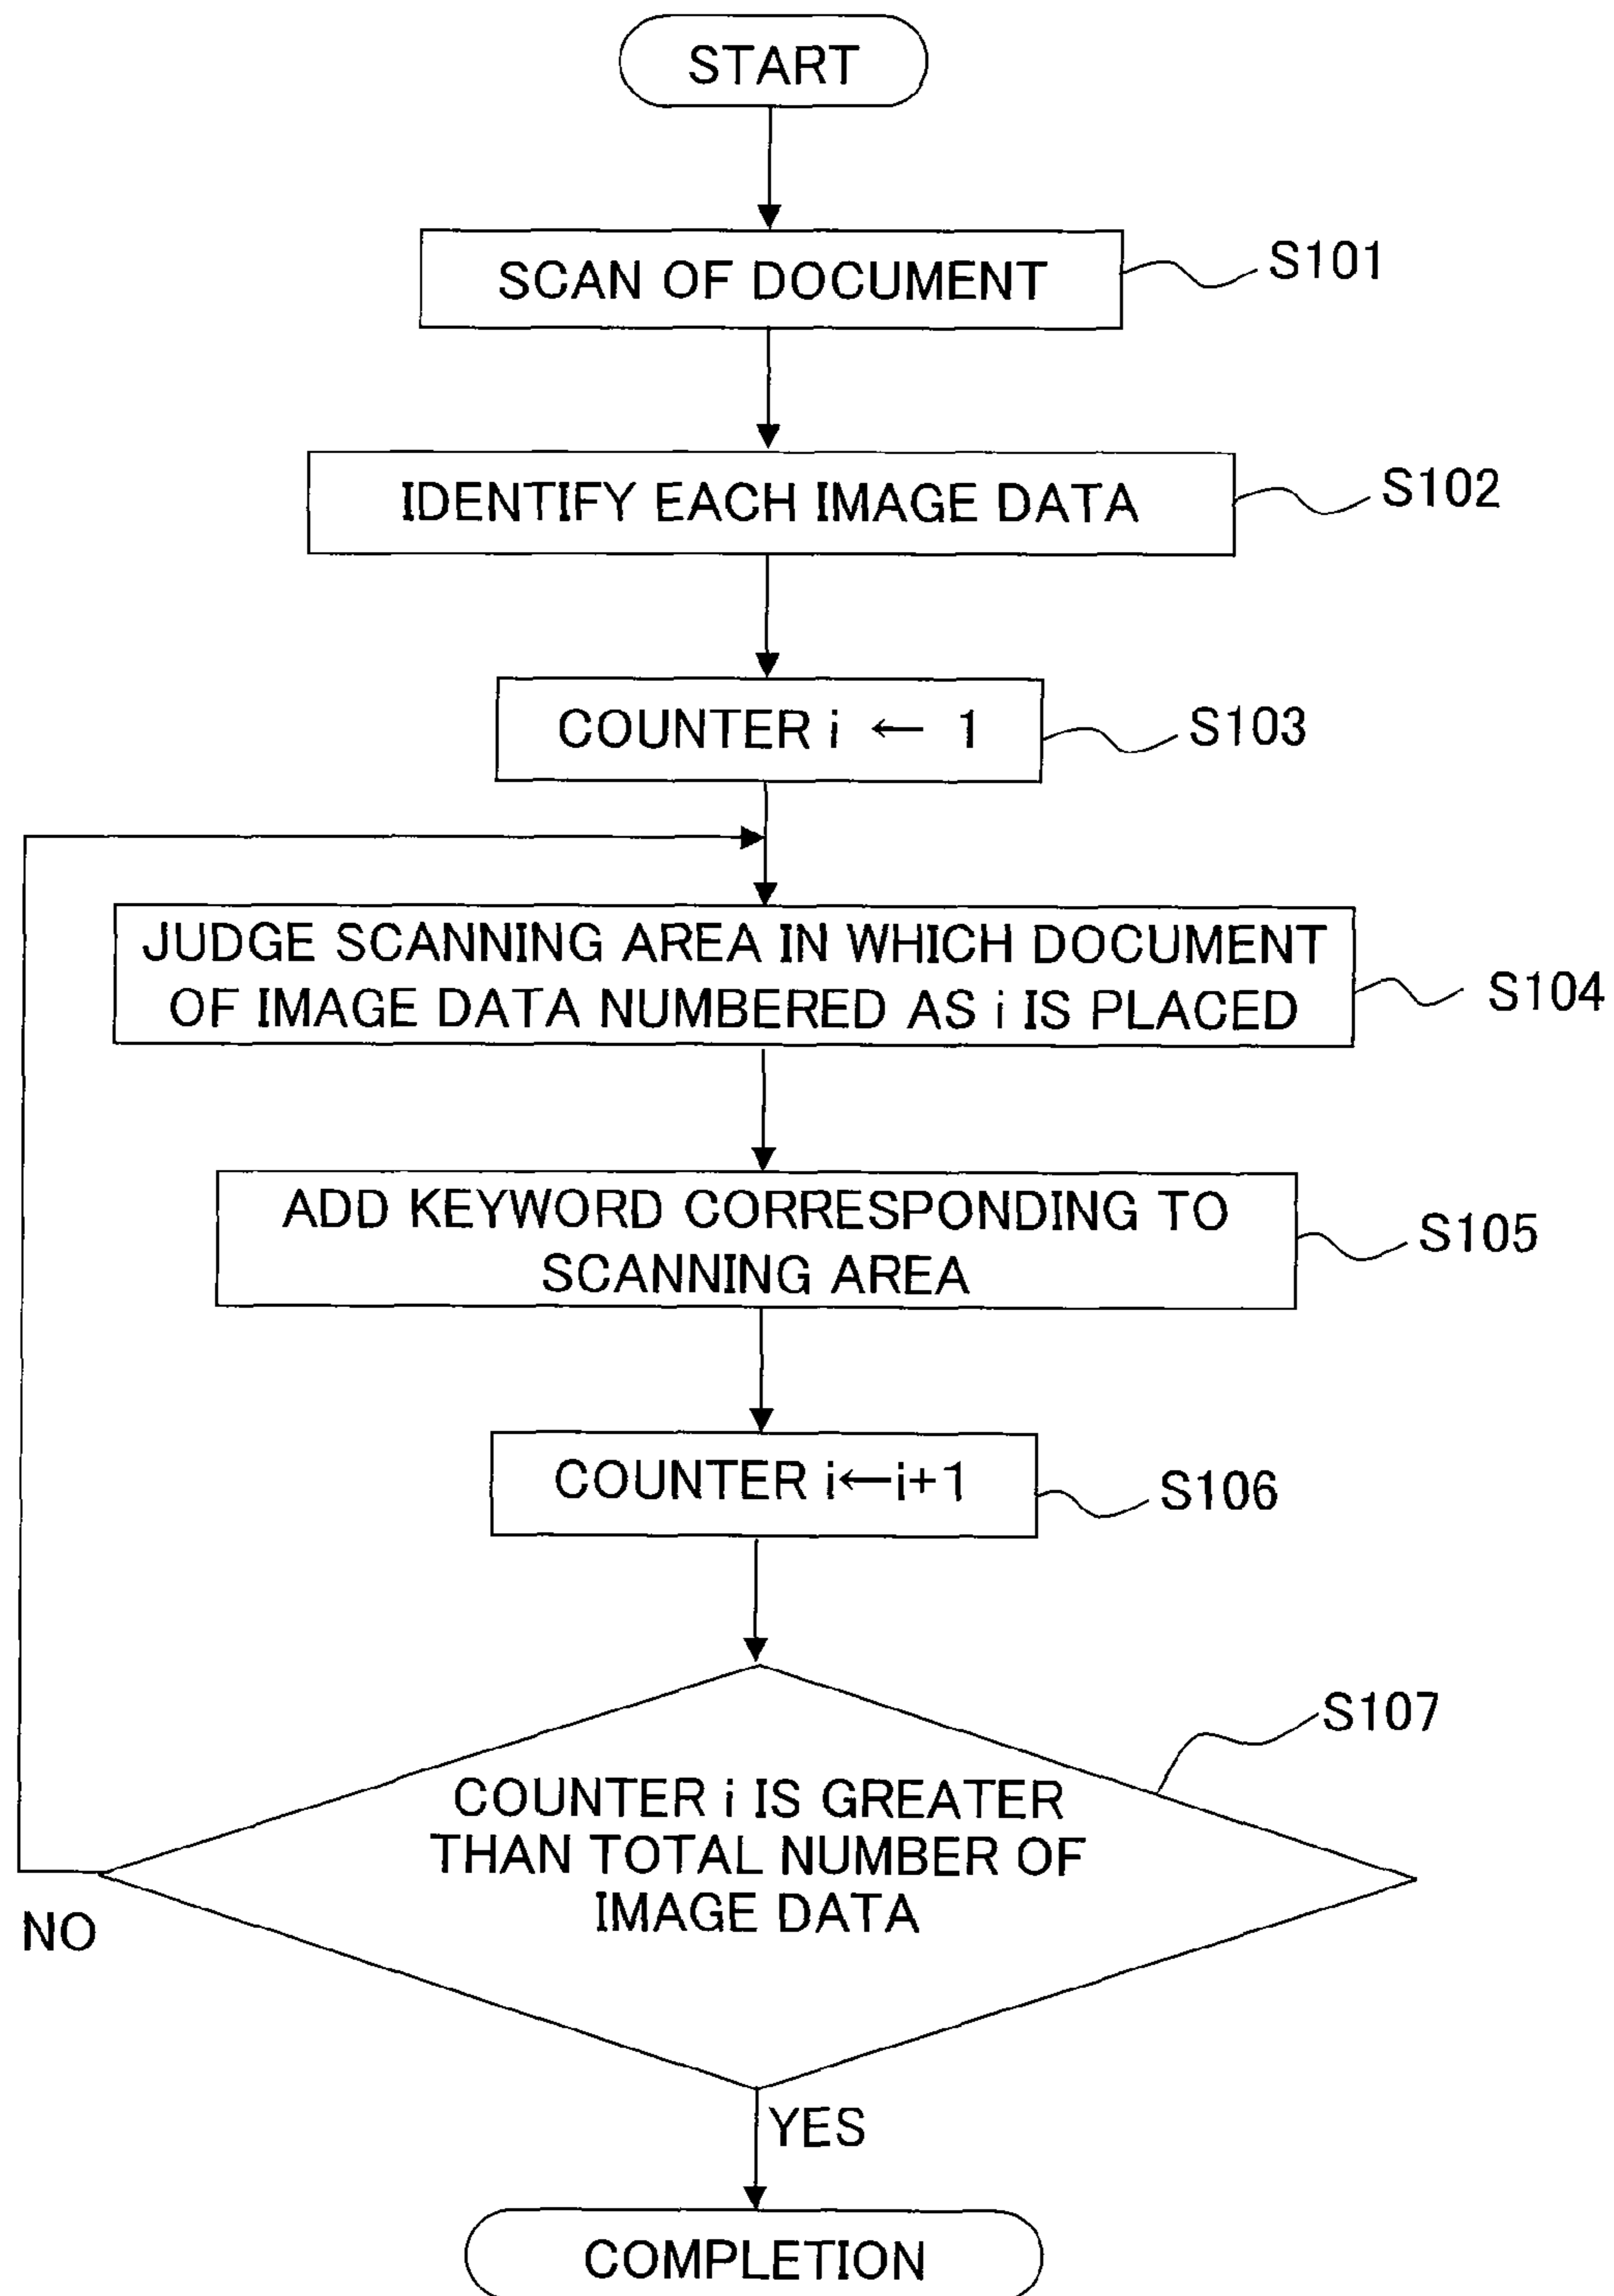 START
SCAN OF DOCUMENT
S101
IDENTIFY EACH IMAGE DATA
S102
COUNTER i ← 1
S103
JUDGE SCANNING AREA IN WHICH DOCUMENT
OF IMAGE DATA NUMBERED AS i IS PLACED
S104
ADD KEYWORD CORRESPONDING TO
SCANNING AREA
S105
COUNTER i←i+1
S106
S107
COUNTER i IS GREATER
THAN TOTAL NUMBER OF
IMAGE DATA
NO
YES
COMPLETION